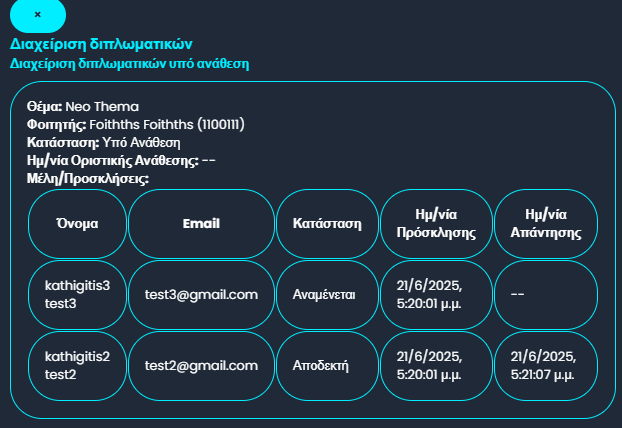 ×
Διαχείριση διπλωματικών
Διαχείριση διπλωματικών υπό ανάθεση
Θέμα: Neo Thema
Φοιτητής: Foithths Foithths (1100111)
Κατάσταση: Υπό Ανάθεση
Ημ/νία Οριστικής Ανάθεσης: --
Μέλη/Προσκλήσεις:
Όνομα Email Κατάσταση Ημ/νία Πρόσκλησης Ημ/νία Απάντησης
kathigitis3 test3 test3@gmail.com Αναμένεται 21/6/2025, 5:20:01 μ.μ. --
kathigitis2 test2 test2@gmail.com Αποδεκτή 21/6/2025, 5:20:01 μ.μ. 21/6/2025, 5:21:07 μ.μ.